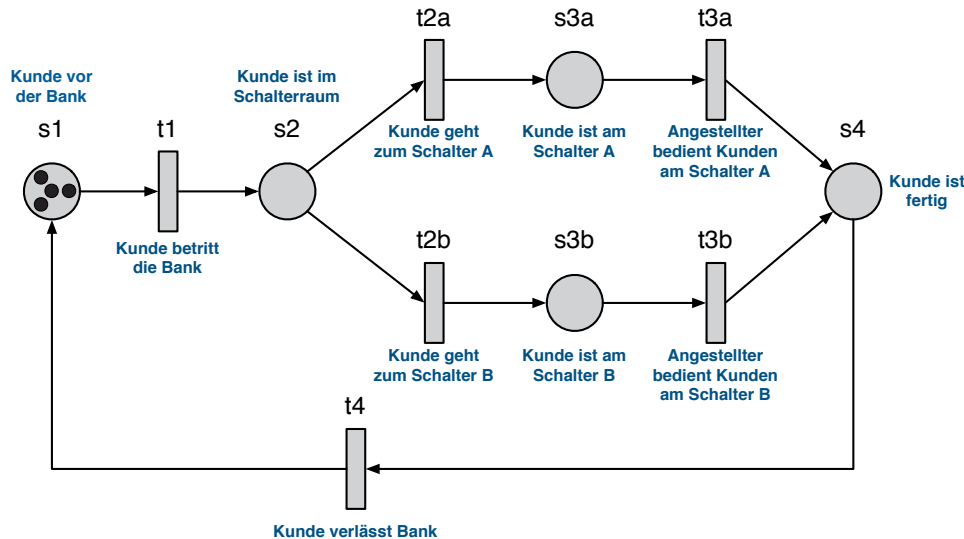 t2a
s3a
t3a
Kunde vor
der Bank
Kunde ist im
Schalterraum
s1
t1
s2
s4
Kunde geht
zum Schalter A
Kunde ist am
Schalter A
Angestellter
bedient Kunden
am Schalter A
Kunde ist
fertig
Kunde betritt
die Bank
t2b
s3b
t3b
Kunde geht
zum Schalter B
Kunde ist am
Schalter B
Angestellter
bedient Kunden
am Schalter B
t4
Kunde verlässt Bank